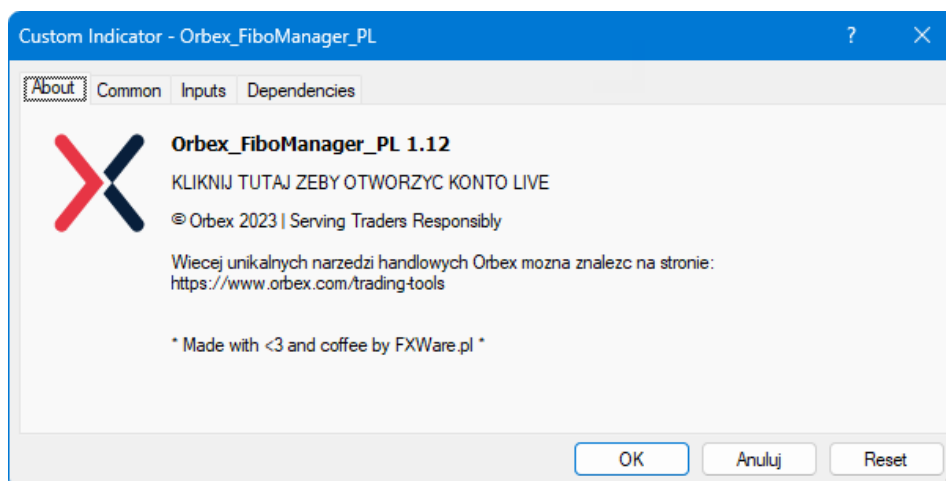 Custom Indicator - Orbex_FiboManager_PL
?
About Common Inputs Dependencies
Orbex_FiboManager_PL 1.12
KLIKNIJ TUTAJ ZEBY OTWORZYC KONTO LIVE
© Orbex 2023 | Serving Traders Responsibly
Wiecej unikalnych narzedzi handlowych Orbex mozna znalezc na stronie:
https://www.orbex.com/trading-tools
* Made with <3 and coffee by FXWare.pl *
OK Anuluj Reset